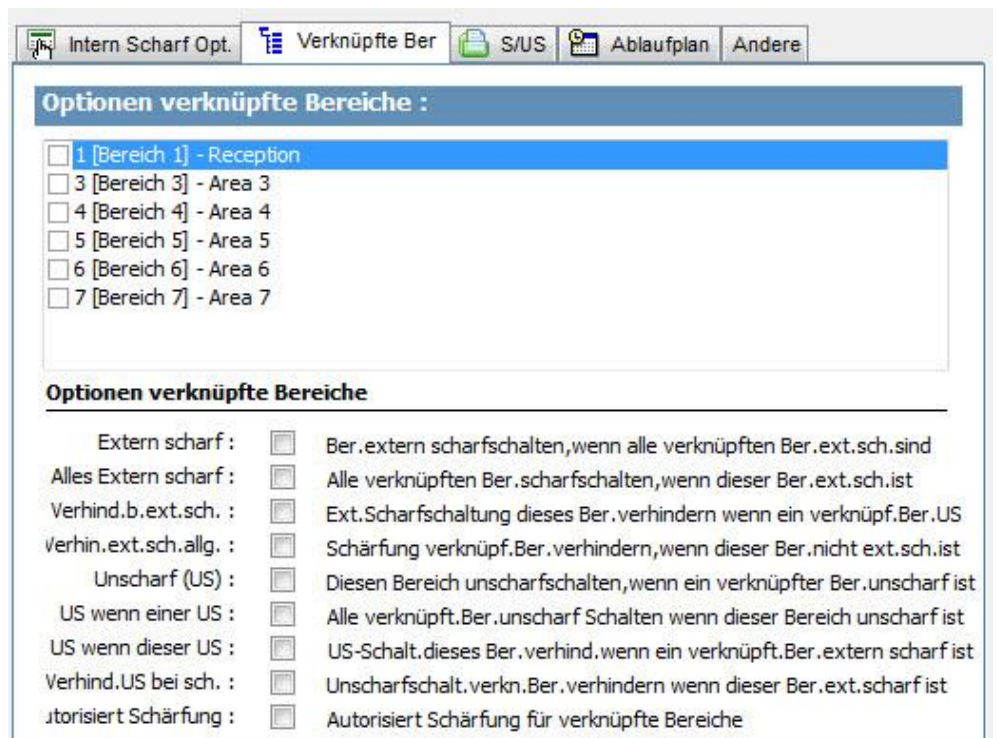 Intern Scharf Opt. Verknüpfte Ber S/US Ablaufplan Andere
Optionen verknüpfte Bereiche :
1 [Bereich 1] - Reception
3 [Bereich 3] - Area 3
4 [Bereich 4] - Area 4
5 [Bereich 5] - Area 5
6 [Bereich 6] - Area 6
7 [Bereich 7] - Area 7
Optionen verknüpfte Bereiche
Extern scharf : Ber.extern scharfschalten,wenn alle verknüpften Ber.ext.sch.sind
Alles Extern scharf : Alle verknüpften Ber.scharfschalten,wenn dieser Ber.ext.sch.ist
Verhind.b.ext.sch. : Ext.Scharfschaltung dieses Ber.verhindern wenn ein verknüpf.Ber.US
Verhin.ext.sch.allg. : Schärfung verknüpf.Ber.verhindern,wenn dieser Ber.nicht ext.sch.ist
Unscharf (US) : Diesen Bereich unscharfschalten,wenn ein verknüpfter Ber.unscharf ist
US wenn einer US : Alle verknüpft.Ber.unscharf Schalten wenn dieser Bereich unscharf ist
US wenn dieser US : US-Schalt.dieses Ber.verhind.wenn ein verknüpft.Ber.extern scharf ist
Verhind.US bei sch. : Unscharfschalt.verkn.Ber.verhindern wenn dieser Ber.ext.scharf ist
utorisiert Schärfung : Autorisiert Schärfung für verknüpfte Bereiche